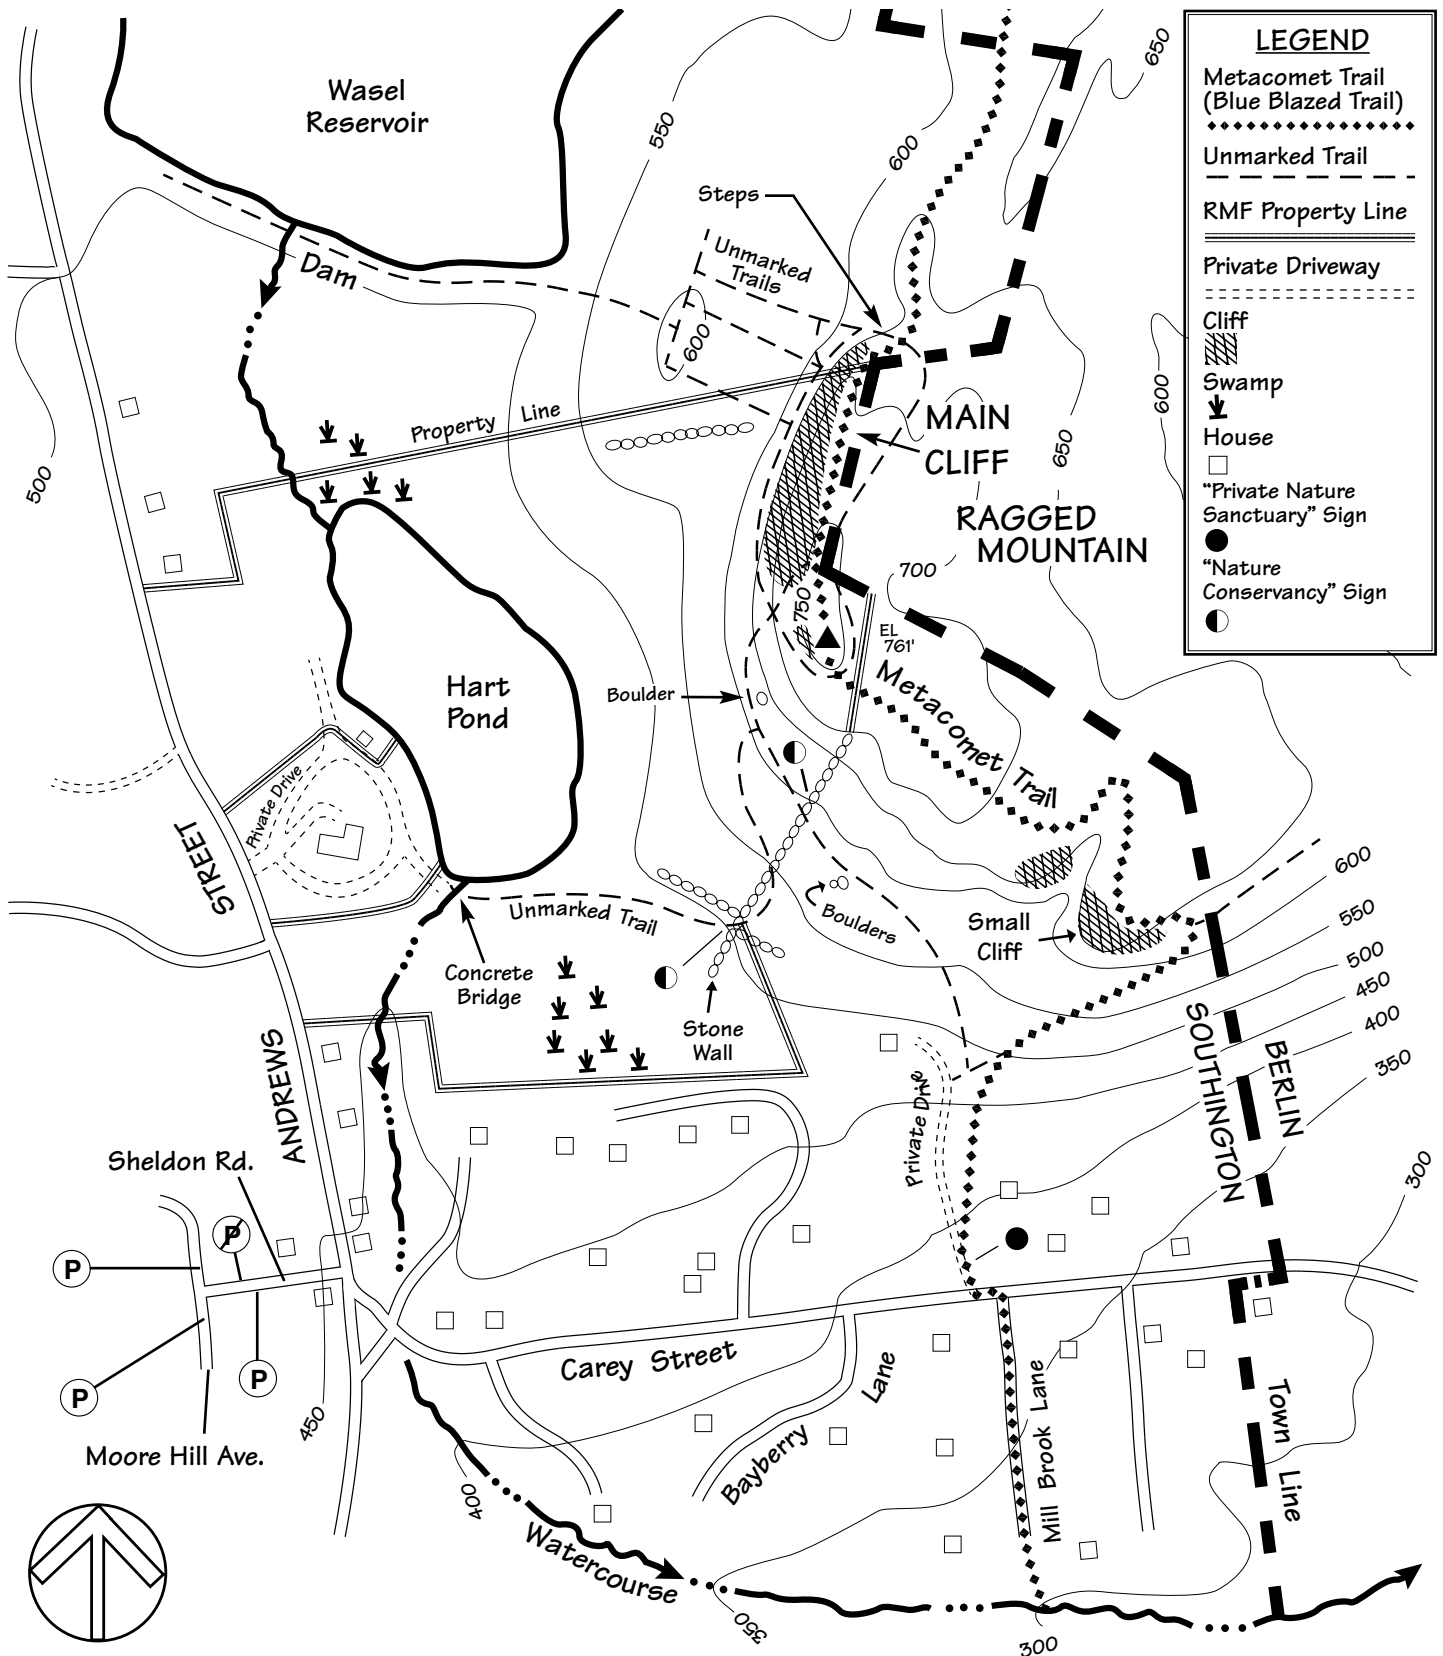 Wasel
Reservoir
Dam
550
600
650
LEGEND
Metacomet Trail
(Blue Blazed Trail)
Unmarked Trail
RMF Property Line
Private Driveway
Cliff
Swamp
House
“Private Nature
Sanctuary” Sign
“Nature
Conservancy” Sign
Steps
Unmarked
Trails
600
Property Line
500
MAIN
CLIFF
650
600
RAGGED
MOUNTAIN
700
750
EL
761'
Metacomet Trail
Boulder
Hart
Pond
Private Drive
STREET
Unmarked Trail
Concrete
Bridge
Stone
Wall
Boulders
Small
Cliff
600
550
500
450
400
350
300
SOUTHINGTON
BERLIN
ANDREWS
Private Drive
Sheldon Rd.
P
P
P
P
Moore Hill Ave.
450
Carey Street
Bayberry Lane
Mill Brook Lane
Town Line
400
Watercourse
350
300